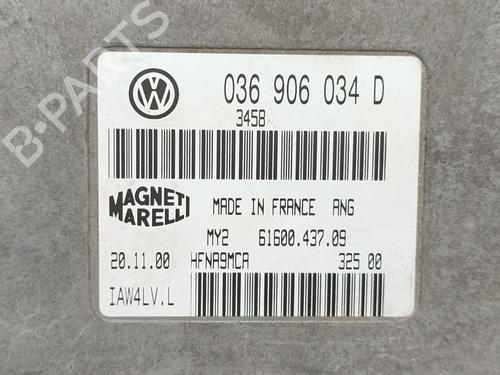 036 906 034 D
3458
MAGNETI MARELLI
MADE IN FRANCE ANG
MY2 61600.437.09
20.11.00 HFNA9MCA 325 00
IAW4LV.L
B-PARTS